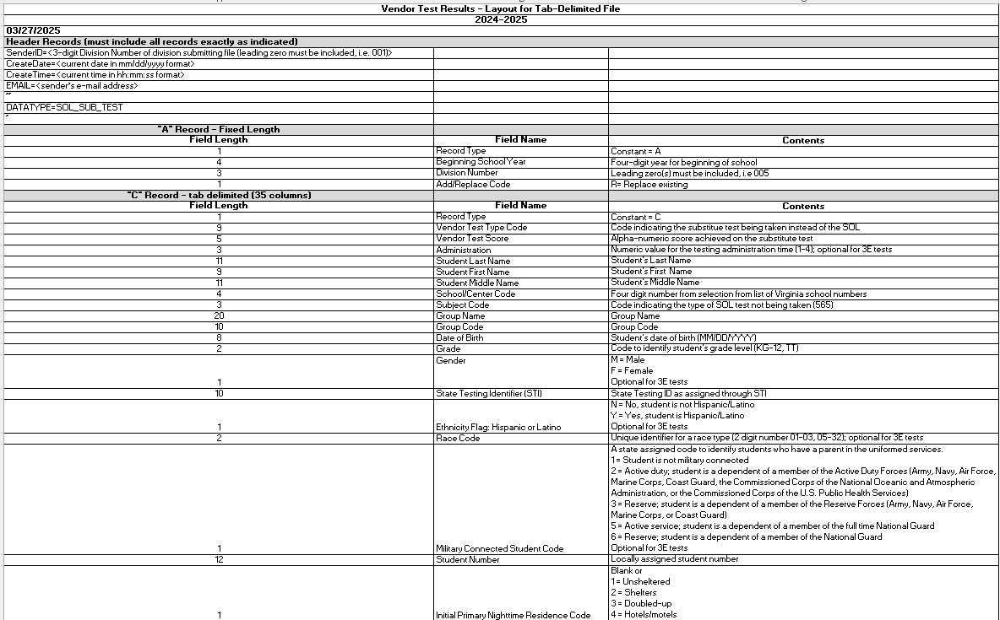 Vendor Test Results - Layout for Tab-Delimited File
2024-2025
03/27/2025
Header Records (must include all records exactly as indicated)
SenderID=<3-digit Division Number of division submitting file (leading zero must be included, i.e. 001)>
CreateDate=<current date in mm/dd/yyyy format>
CreateTime=<current time in hh:mm:ss format>
EMAIL=<sender's e-mail address>
~~
DATATYPE=SOL_SUB_TEST
~
"A" Record - Fixed Length
Field Length Field Name Contents
1 Record Type Constant = A
4 Beginning School Year Four-digit year for beginning of school
3 Division Number Leading zero(s) must be included, i.e 005
1 Add/Replace Code R= Replace existing
"C" Record - tab delimited (35 columns)
Field Length Field Name Contents
1 Record Type Constant = C
9 Vendor Test Type Code Code indicating the substitue test being taken instead of the SOL
5 Vendor Test Score Alpha-numeric score achieved on the substitute test
3 Administration Numeric value for the testing administration time (1-4); optional for 3E tests
11 Student Last Name Student's Last Name
9 Student First Name Student's First Name
11 Student Middle Name Student's Middle Name
4 School/Center Code Four digit number from selection from list of Virginia school numbers
3 Subject Code Code indicating the type of SOL test not being taken (565)
20 Group Name Group Name
10 Group Code Group Code
8 Date of Birth Student's date of birth (MM/DD/YYYY)
2 Grade Code to identify student's grade level (KG-12, TT)
Gender M = Male
F = Female
1 Optional for 3E tests
10 State Testing Identifier (STI) State Testing ID as assigned through STI
N = No, student is not Hispanic/Latino
Y = Yes, student is Hispanic/Latino
1 Ethnicity Flag: Hispanic or Latino Optional for 3E tests
2 Race Code Unique identifier for a race type (2 digit number 01-03, 05-32); optional for 3E tests
A state assigned code to identify students who have a parent in the uniformed services.
1= Student is not military connected
2 = Active duty; student is a dependent of a member of the Active Duty Forces (Army, Navy, Air Force,
Marine Corps, Coast Guard, the Commissioned Corps of the National Oceanic and Atmospheric
Administration, or the Commissioned Corps of the U.S. Public Health Services)
3 = Reserve; student is a dependent of a member of the Reserve Forces (Army, Navy, Air Force,
Marine Corps, or Coast Guard)
5 = Active service; student is a dependent of a member of the full time National Guard
6 = Reserve; student is a dependent of a member of the National Guard
1 Military Connected Student Code Optional for 3E tests
12 Student Number Locally assigned student number
Blank or
1= Unsheltered
2 = Shelters
3 = Doubled-up
1 Initial Primary Nighttime Residence Code 4 = Hotels/motels